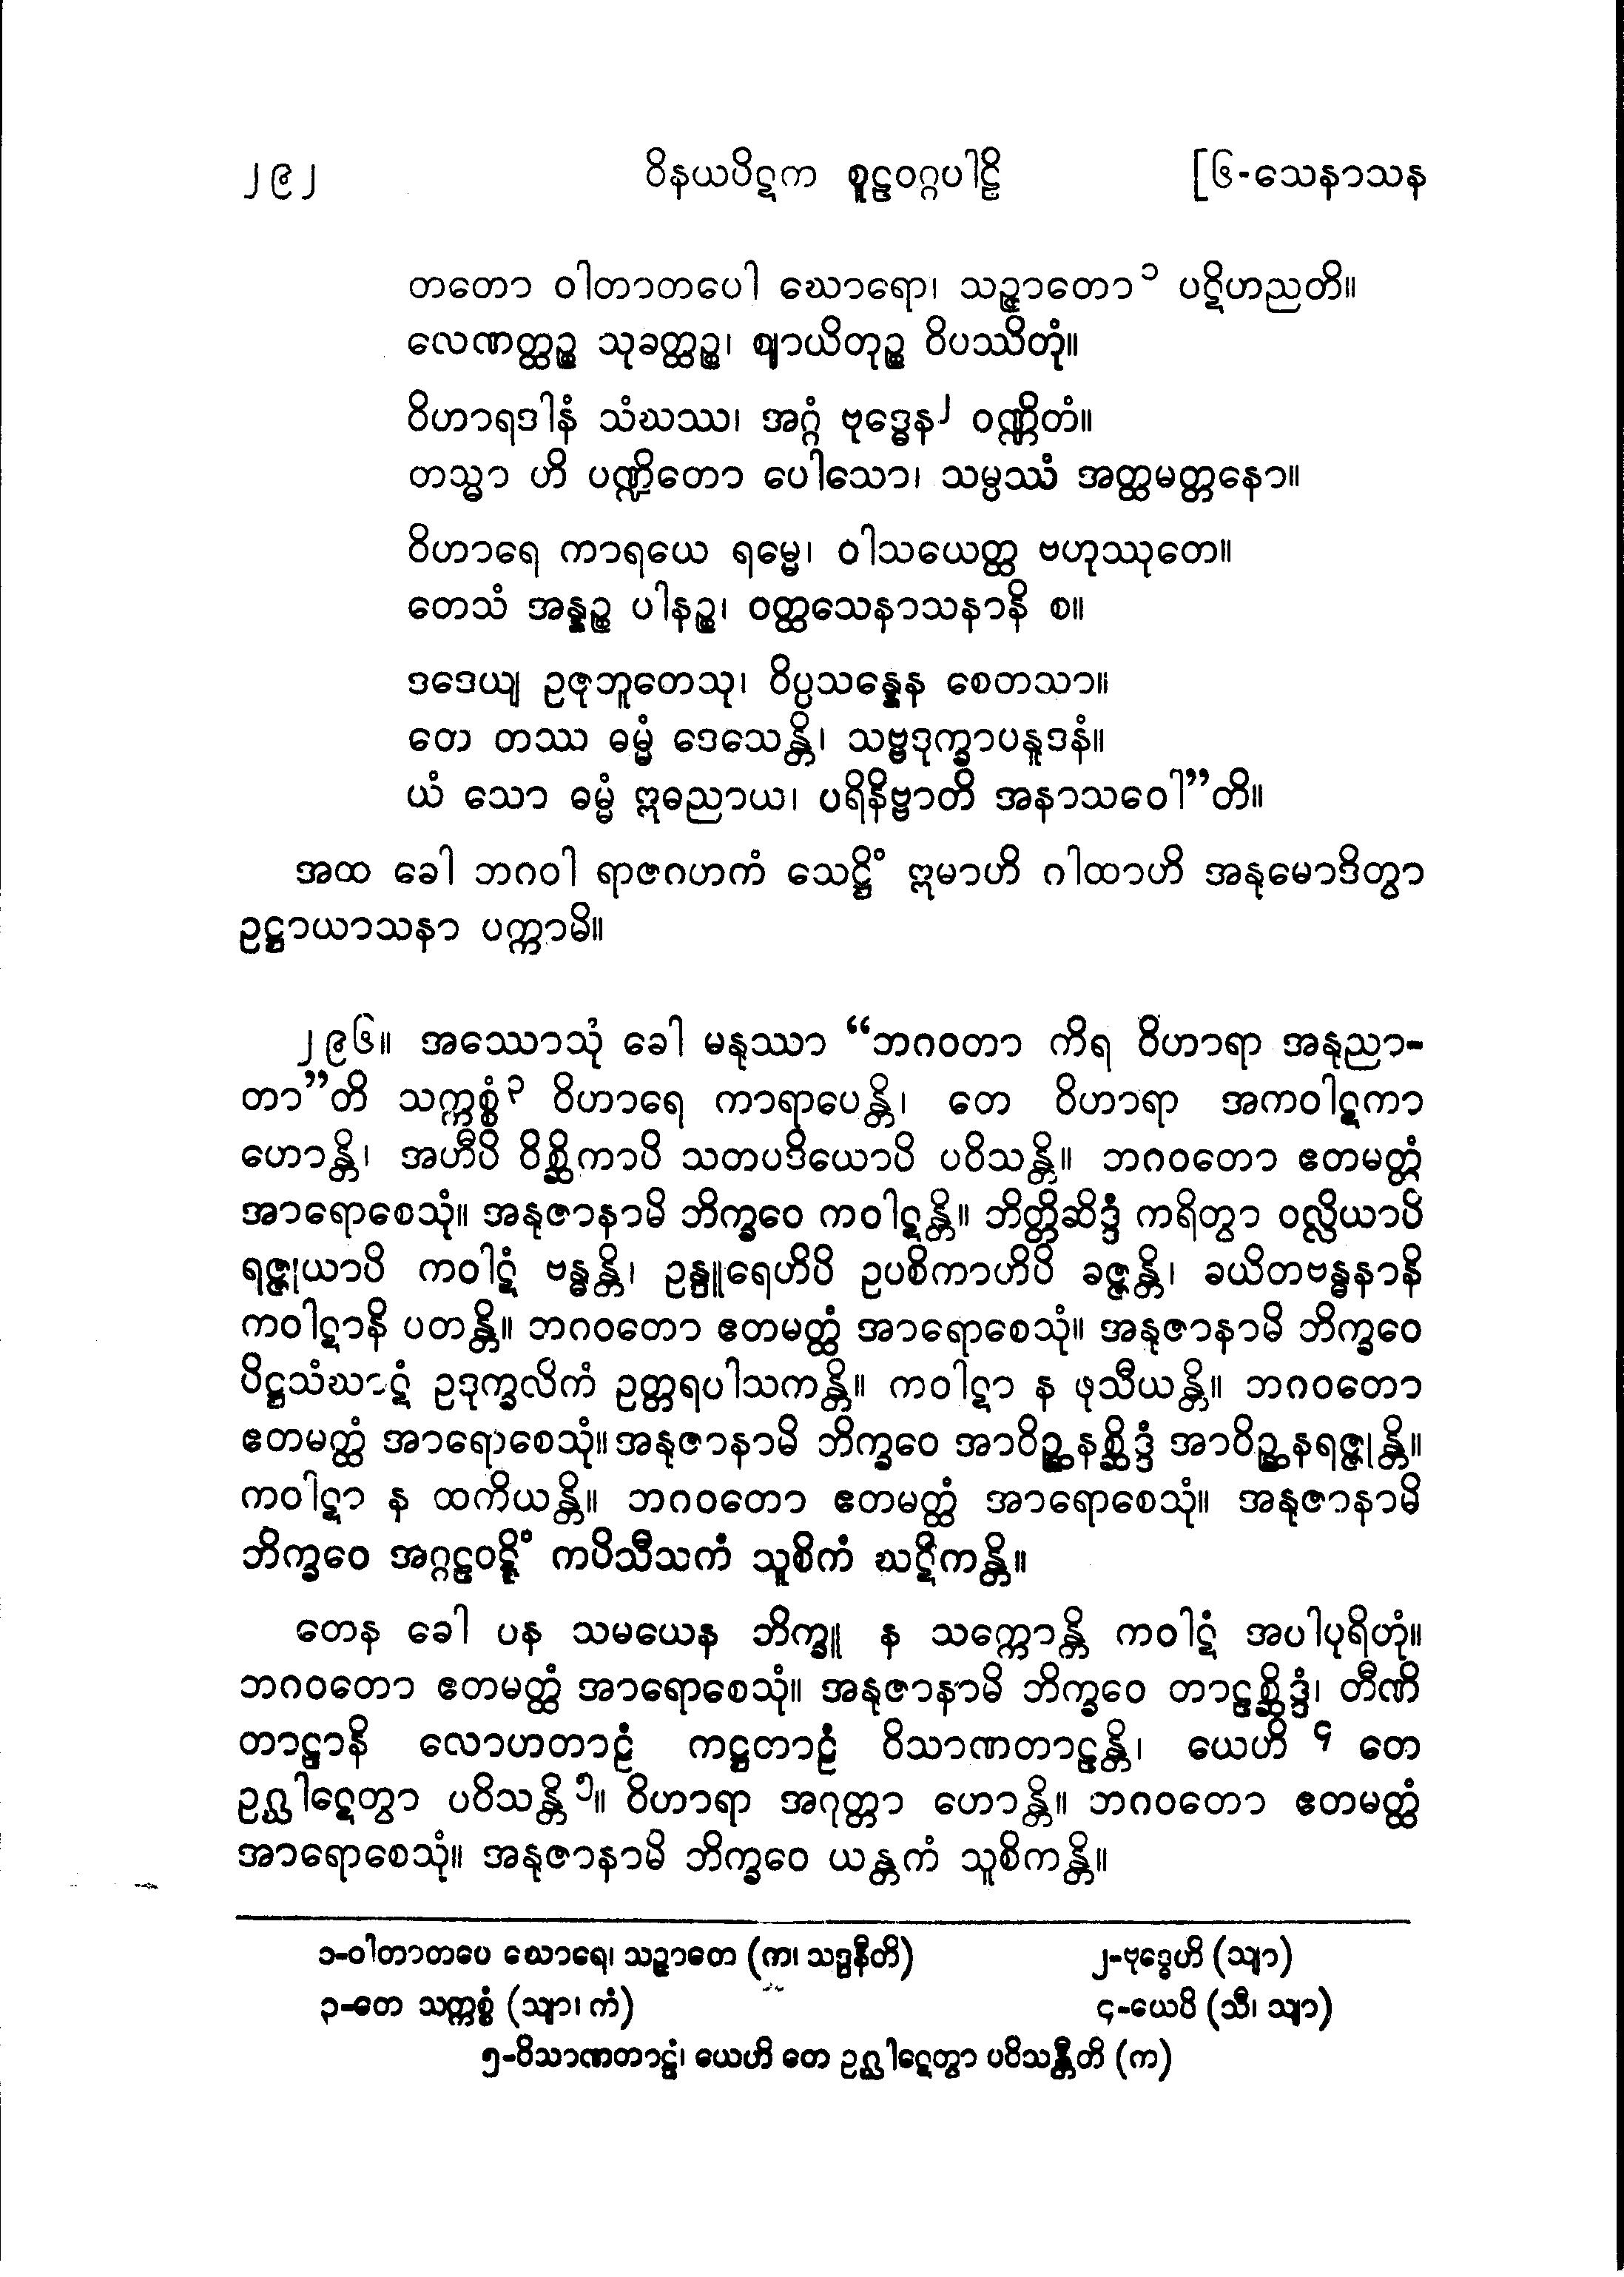 ၂၉၂ ဝိနယပိဋက စူဠဝဂ္ဂပါဠိ [၆-သေနာသန
တတော ဝါတာတပေါ ဃောရော၊ သဉ္ဇာတော၁ ပဋိဟညတိ။
လေဏတ္ထဉ္စ သုခတ္ထဉ္စ၊ ဈာယိတုဉ္စ ဝိပဿိတုံ။
ဝိဟာရဒါနံ သံဃဿ၊ အဂ္ဂံ ဗုဒ္ဓေန၂ ဝဏ္ဏိတံ။
တသ္မာ ဟိ ပဏ္ဍိတော ပေါသော၊ သမ္ပဿံ အတ္ထမတ္တနော။
ဝိဟာရေ ကာရယေ ရမ္မေ၊ ဝါသယေတ္ထ ဗဟုဿုတေ။
တေသံ အန္နဉ္စ ပါနဉ္စ၊ ဝတ္ထသေနာသနာနိ စ။
ဒဒေယျ ဥဇုဘူတေသု၊ ဝိပ္ပသန္နေန စေတသာ။
တေ တဿ ဓမ္မံ ဒေသေန္တိ၊ သဗ္ဗဒုက္ခာပနူဒနံ။
ယံ သော ဓမ္မံ ဣဓညာယ၊ ပရိနိဗ္ဗာတိ အနာသဝေါ”တိ။
အထ ခေါ ဘဂဝါ ရာဇဂဟကံ သေဋ္ဌိံ ဣမာဟိ ဂါထာဟိ အနုမောဒိတွာ
ဥဋ္ဌာယာသနာ ပက္ကာမိ။
၂၉၆။ အဿောသုံ ခေါ မနုဿာ “ဘဂဝတာ ကိရ ဝိဟာရာ အနုညာ-
တာ”တိ သက္ကစ္စံ၃ ဝိဟာရေ ကာရာပေန္တိ၊ တေ ဝိဟာရာ အကဝါဋကာ
ဟောန္တိ၊ အဟီပိ ဝိစ္ဆိကာပိ သတပဒိယောပိ ပဝိသန္တိ။ ဘဂဝတော ဧတမတ္ထံ
အာရောစေသုံ။ အနုဇာနာမိ ဘိက္ခဝေ ကဝါဋန္တိ။ ဘိတ္တိဆိဒ္ဒံ ကရိတွာ ဝလ္လိယာပိ
ရဇ္ဇုယာပိ ကဝါဋံ ဗန္ဓန္တိ၊ ဥန္ဒူရေဟိပိ ဥပစိကာဟိပိ ခဇ္ဇန္တိ၊ ခယိတဗန္ဓနာနိ
ကဝါဋာနိ ပတန္တိ။ ဘဂဝတော ဧတမတ္ထံ အာရောစေသုံ။ အနုဇာနာမိ ဘိက္ခဝေ
ပိဋ္ဌသံဃာဋံ ဥဒုက္ခလိကံ ဥတ္တရပါသကန္တိ။ ကဝါဋာ န ဖုသီယန္တိ။ ဘဂဝတော
ဧတမတ္ထံ အာရောစေသုံ။ အနုဇာနာမိ ဘိက္ခဝေ အာဝိဉ္ဆနစ္ဆိဒ္ဒံ အာဝိဉ္ဆနရဇ္ဇုန္တိ။
ကဝါဋာ န ထကိယန္တိ။ ဘဂဝတော ဧတမတ္ထံ အာရောစေသုံ။ အနုဇာနာမိ
ဘိက္ခဝေ အဂ္ဂဠဝဋ္ဋိံ ကပိသီသကံ သူစိကံ ဃဋိကန္တိ။
တေန ခေါ ပန သမယေန ဘိက္ခူ န သက္ကောန္တိ ကဝါဋံ အပါပုရိတုံ။
ဘဂဝတော ဧတမတ္ထံ အာရောစေသုံ။ အနုဇာနာမိ ဘိက္ခဝေ တာဠစ္ဆိဒ္ဒံ၊ တီဏိ
တာဠာနိ လောဟတာဠံ ကဋ္ဌတာဠံ ဝိသာဏတာဠန္တိ၊ ယေဟိ ၄ တေ
ဥဂ္ဃါဋေတွာ ပဝိသန္တိ၅။ ဝိဟာရာ အဂုတ္တာ ဟောန္တိ။ ဘဂဝတော ဧတမတ္ထံ
အာရောစေသုံ။ အနုဇာနာမိ ဘိက္ခဝေ ယန္တကံ သူစိကန္တိ။
၁-ဝါတာတပေ ဃောရေ၊ သဉ္ဇာတေ (က၊ သဒ္ဒနီတိ) ၂-ဗုဒ္ဓေဟိ (သျာ)
၃-တေ သက္ကစ္စံ (သျာ၊ ကံ) ၄-ယေပိ (သီ၊ သျာ)
၅-ဝိသာဏတာဠံ၊ ယေဟိ တေ ဥဂ္ဃါဋေတွာ ပဝိသန္တီတိ (က)